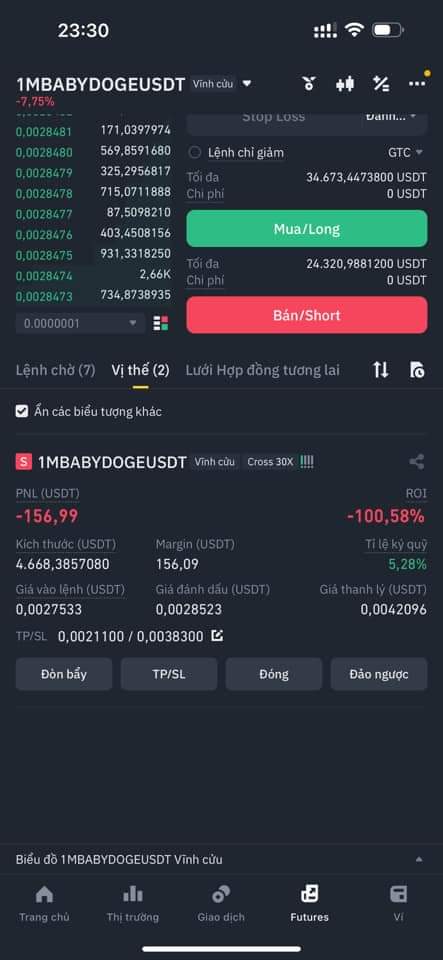 23:30
1MBABYDOGEUSDT Vĩnh cửu
-7,75%
0,0028481 171,0397974
0,0028480 569,8591680
0,0028479 325,2956817
0,0028478 715,0711888
0,0028477 87,5098210
0,0028476 403,4508156
0,0028475 931,3318250
0,0028474 2,66K
0,0028473 734,8738935
0.0000001
Stop Loss
Lệnh chỉ giảm GTC
Tối đa 34.673,4473800 USDT
Chi phí 0 USDT
Mua/Long
Tối đa 24.320,9881200 USDT
Chi phí 0 USDT
Bán/Short
Lệnh chờ (7) Vị thế (2) Lưới Hợp đồng tương lai
Ẩn các biểu tượng khác
S 1MBABYDOGEUSDT Vĩnh cửu Cross 30X !!!!
PNL (USDT) ROI
-156,99 -100,58%
Kích thước (USDT) Margin (USDT) Tỉ lệ ký quỹ
4.668,3857080 156,09 5,28%
Giá vào lệnh (USDT) Giá đánh dấu (USDT) Giá thanh lý (USDT)
0,0027533 0,0028523 0,0042096
TP/SL 0,0021100 / 0,0038300
Đòn bẩy TP/SL Đóng Đảo ngược
Biểu đồ 1MBABYDOGEUSDT Vĩnh cửu
Trang chủ Thị trường Giao dịch Futures Ví